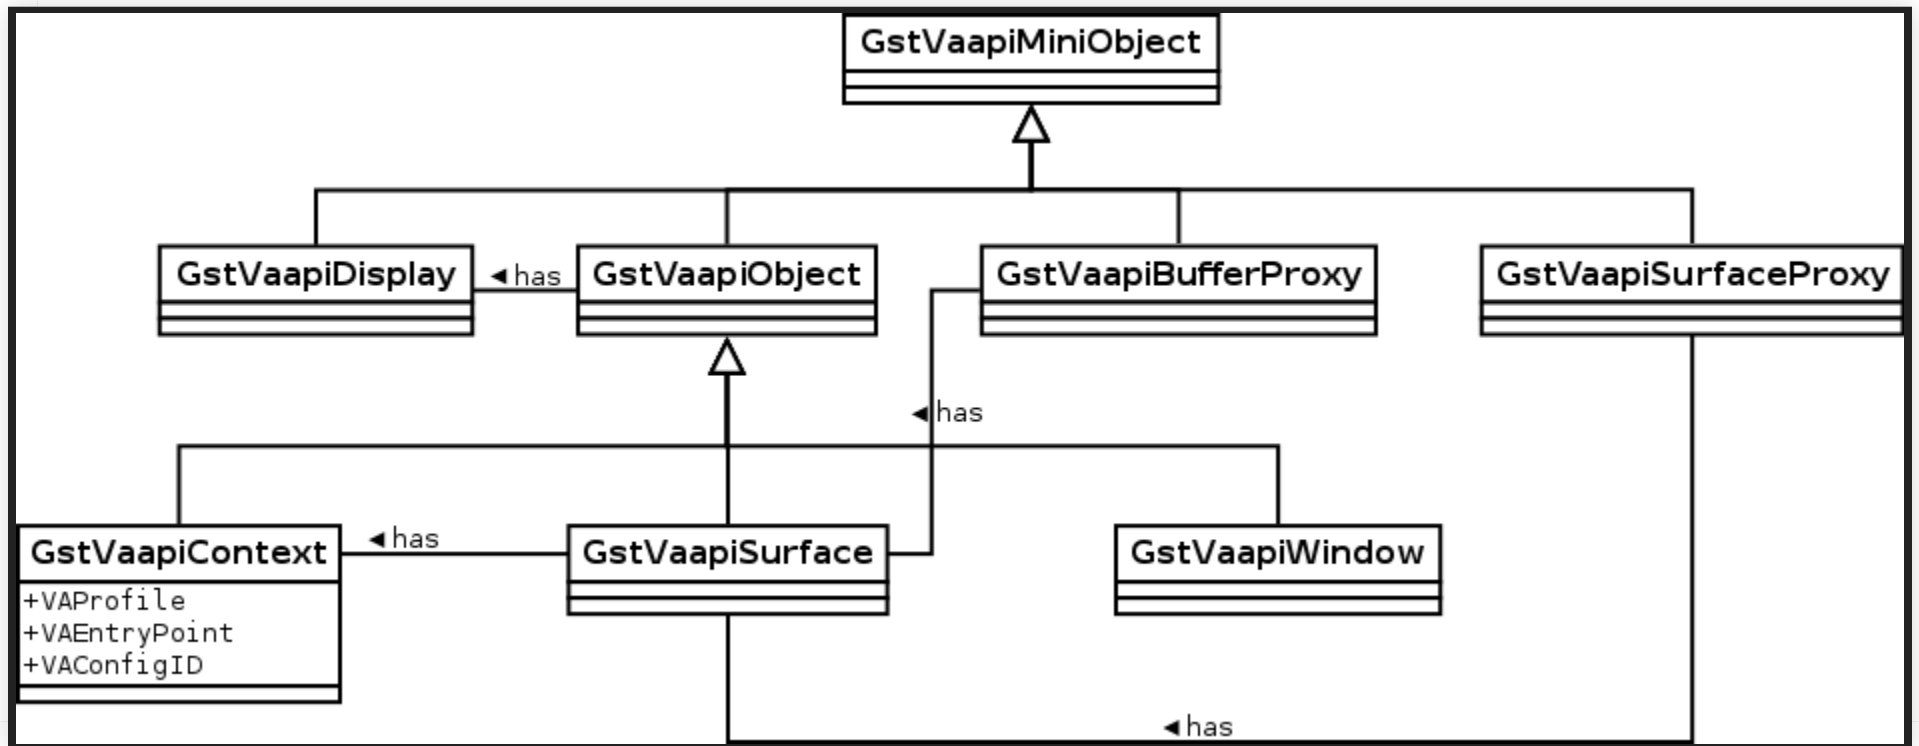 GstVaapiMiniObject
GstVaapiDisplay
◄has
GstVaapiObject
GstVaapiBufferProxy
GstVaapiSurfaceProxy
◄has
GstVaapiContext
+VAProfile
+VAEntryPoint
+VAConfigID
◄has
GstVaapiSurface
GstVaapiWindow
◄has